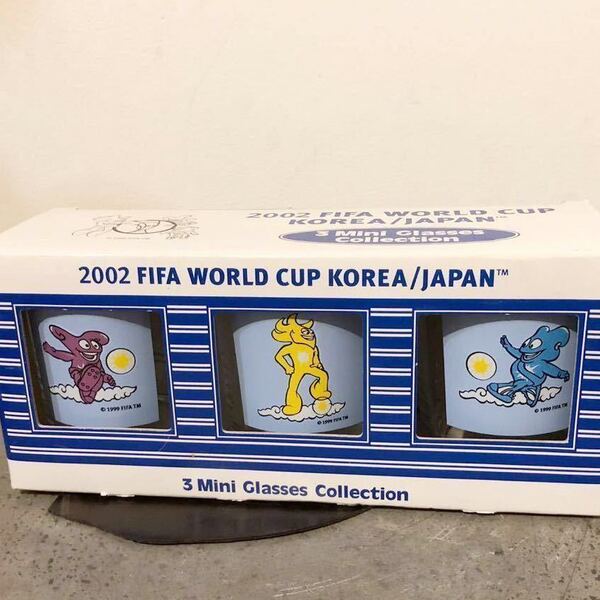 2002 FIFA WORLD CUP
KOREA/JAPAN™
3 Mini Glasses
Collection
2002 FIFA WORLD CUP KOREA/JAPAN™
© 1999 FIFA TM
© 1999 FIFA TM
© 1999 FIFA TM
3 Mini Glasses Collection